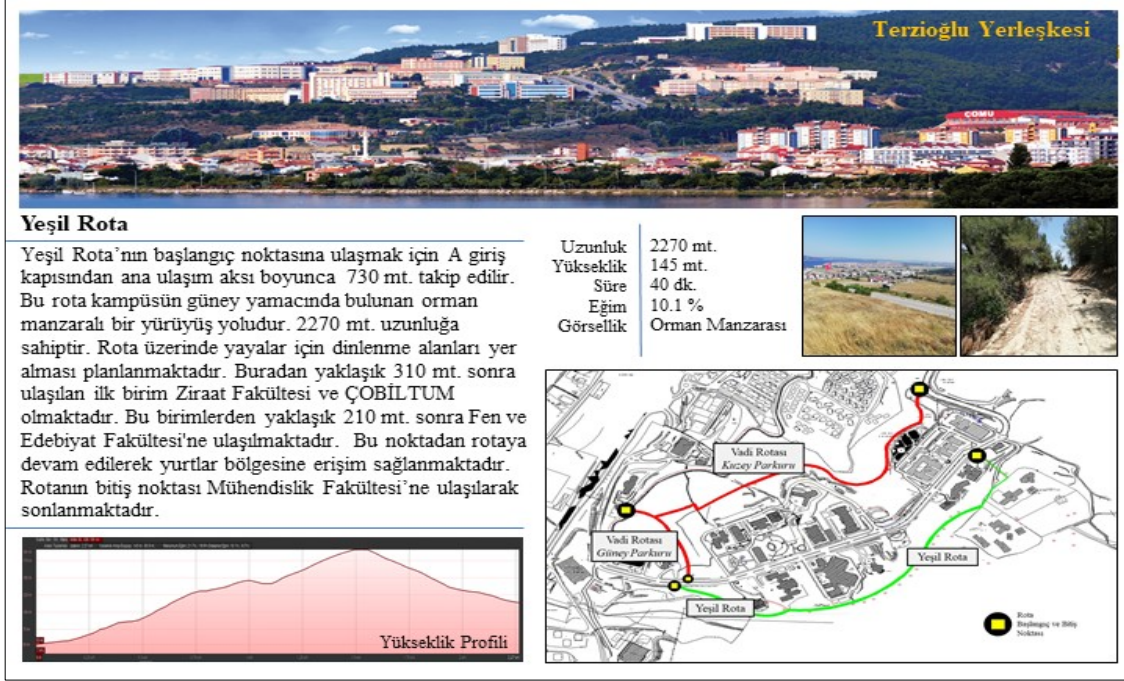 Terzioğlu Yerleşkesi
ÇOMU
Yeşil Rota
Yeşil Rota’nın başlangıç noktasına ulaşmak için A giriş
kapısından ana ulaşım aksı boyunca 730 mt. takip edilir.
Bu rota kampüsün güney yamacında bulunan orman
manzaralı bir yürüyüş yoludur. 2270 mt. uzunluğa
sahiptir. Rota üzerinde yayalar için dinlenme alanları yer
alması planlanmaktadır. Buradan yaklaşık 310 mt. sonra
ulaşılan ilk birim Ziraat Fakültesi ve ÇOBİLTUM
olmaktadır. Bu birimlerden yaklaşık 210 mt. sonra Fen ve
Edebiyat Fakültesi'ne ulaşılmaktadır. Bu noktadan rotaya
devam edilerek yurtlar bölgesine erişim sağlanmaktadır.
Rotanın bitiş noktası Mühendislik Fakültesi’ne ulaşılarak
sonlanmaktadır.
Uzunluk 2270 mt.
Yükseklik 145 mt.
Süre 40 dk.
Eğim 10.1 %
Görsellik Orman Manzarası
Yükseklik Profili
Vadi Rotası
Kuzey Parkuru
Vadi Rotası
Güney Parkuru
Yeşil Rota
Yeşil Rota
Rota
Başlangıç ve Bitiş
Noktası